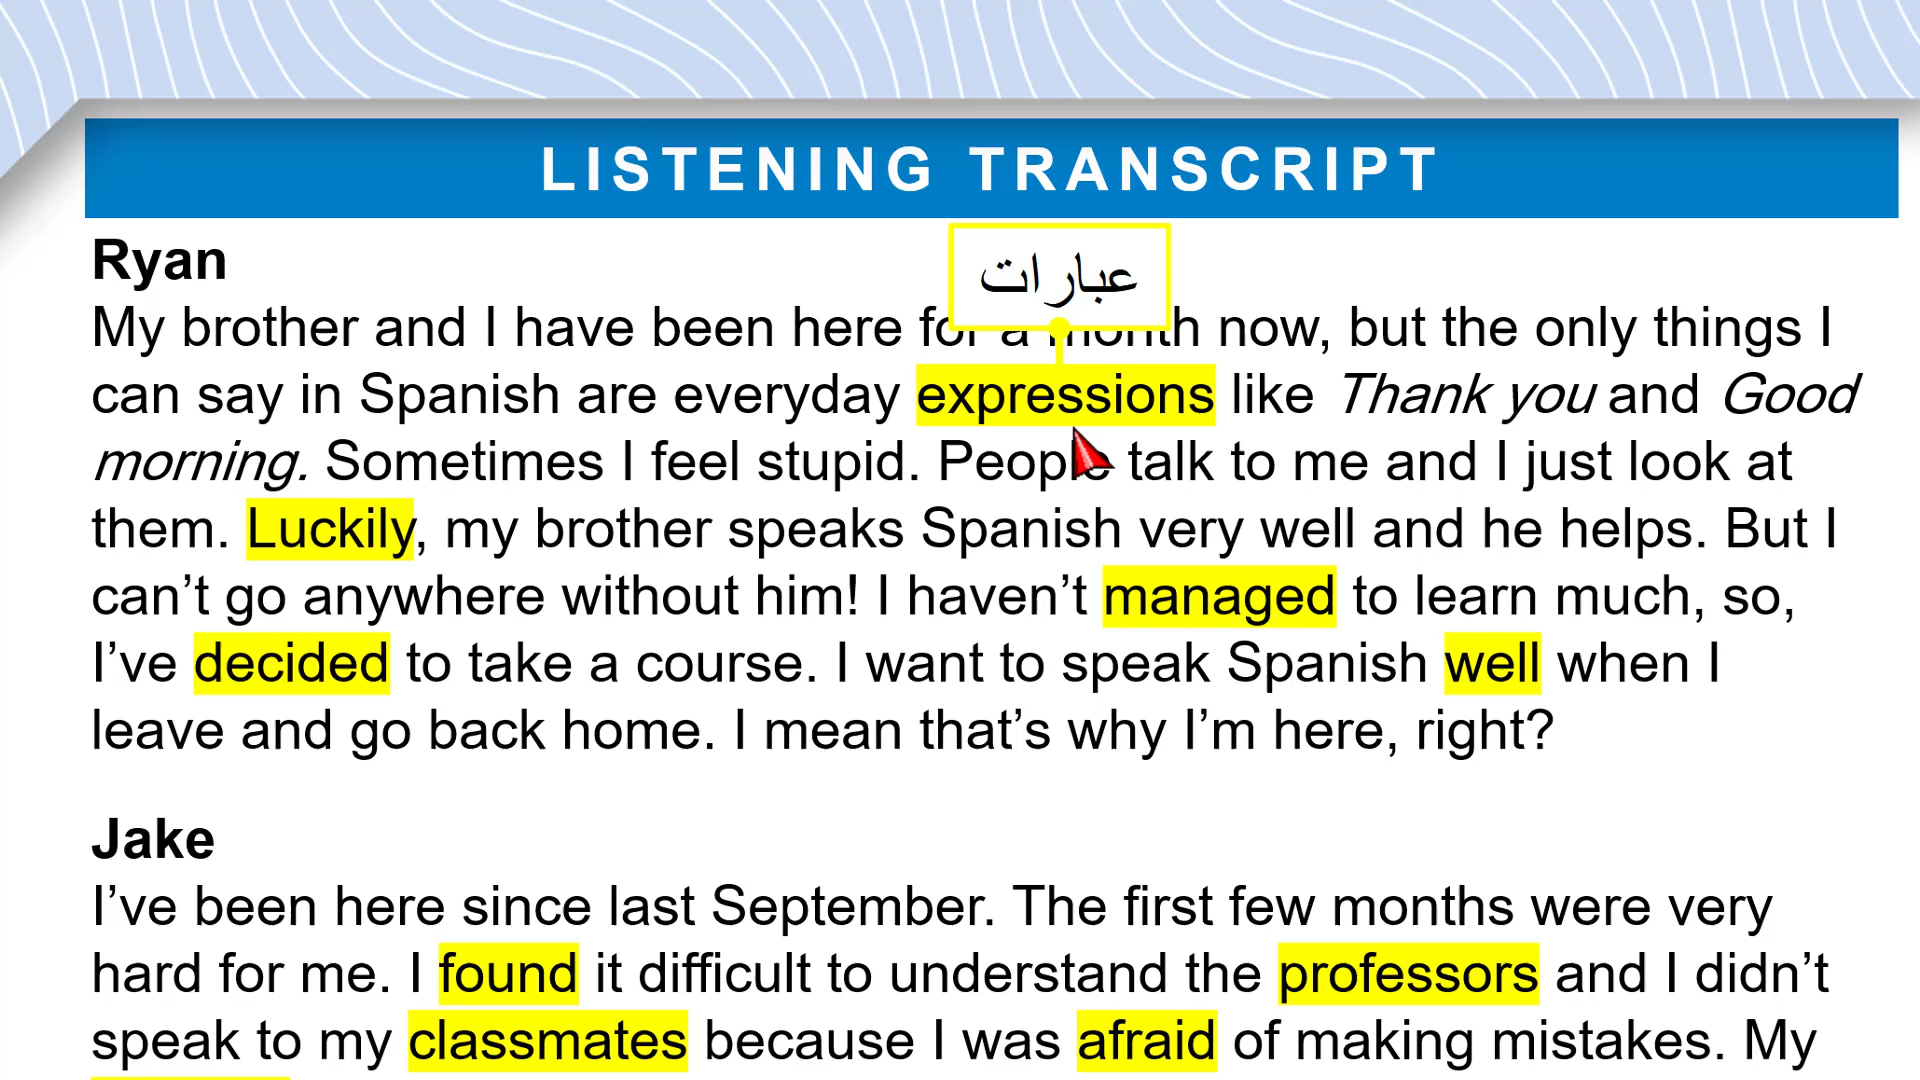 LISTENING TRANSCRIPT
Ryan
عبارات
My brother and I have been here for a month now, but the only things I
can say in Spanish are everyday expressions like Thank you and Good
morning. Sometimes I feel stupid. People talk to me and I just look at
them. Luckily, my brother speaks Spanish very well and he helps. But I
can’t go anywhere without him! I haven’t managed to learn much, so,
I’ve decided to take a course. I want to speak Spanish well when I
leave and go back home. I mean that’s why I’m here, right?
Jake
I’ve been here since last September. The first few months were very
hard for me. I found it difficult to understand the professors and I didn’t
speak to my classmates because I was afraid of making mistakes. My